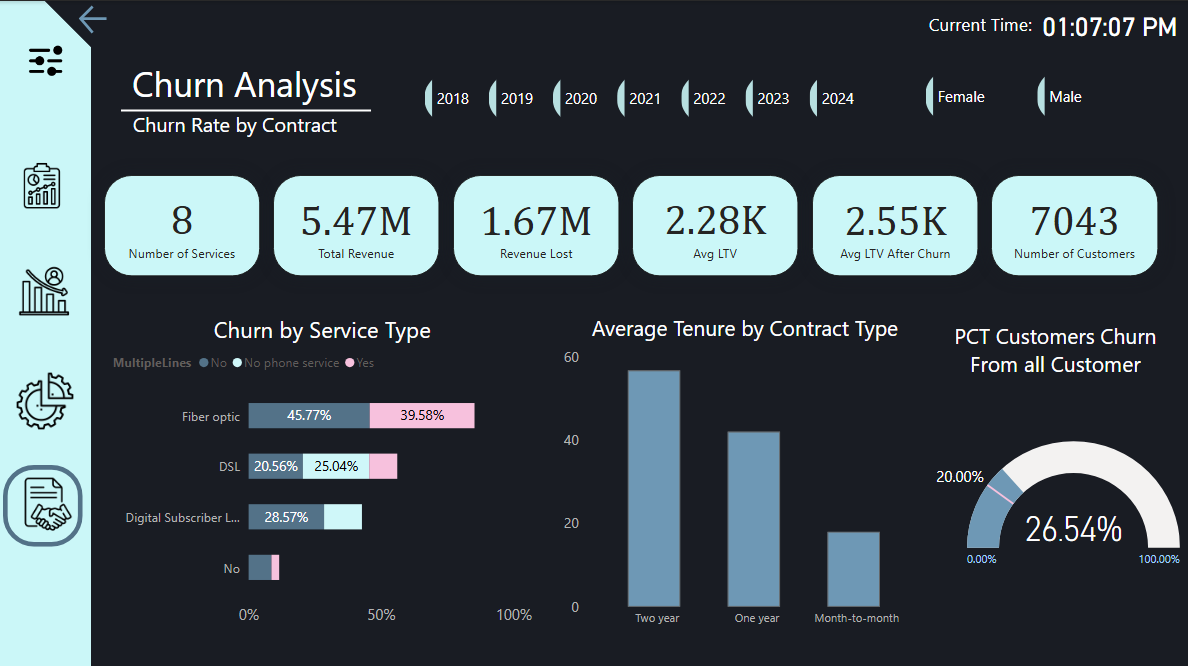 Current Time: 01:07:07 PM
Churn Analysis
Churn Rate by Contract
2018 2019 2020 2021 2022 2023 2024 Female Male
8 5.47M 1.67M 2.28K 2.55K 7043
Number of Services Total Revenue Revenue Lost Avg LTV Avg LTV After Churn Number of Customers
Churn by Service Type
MultipleLines No No phone service Yes
Fiber optic 45.77% 39.58%
DSL 20.56% 25.04%
Digital Subscriber L... 28.57%
No
0% 50% 100%
Average Tenure by Contract Type
60
40
20
0
Two year One year Month-to-month
PCT Customers Churn
From all Customer
20.00%
26.54%
0.00% 100.00%